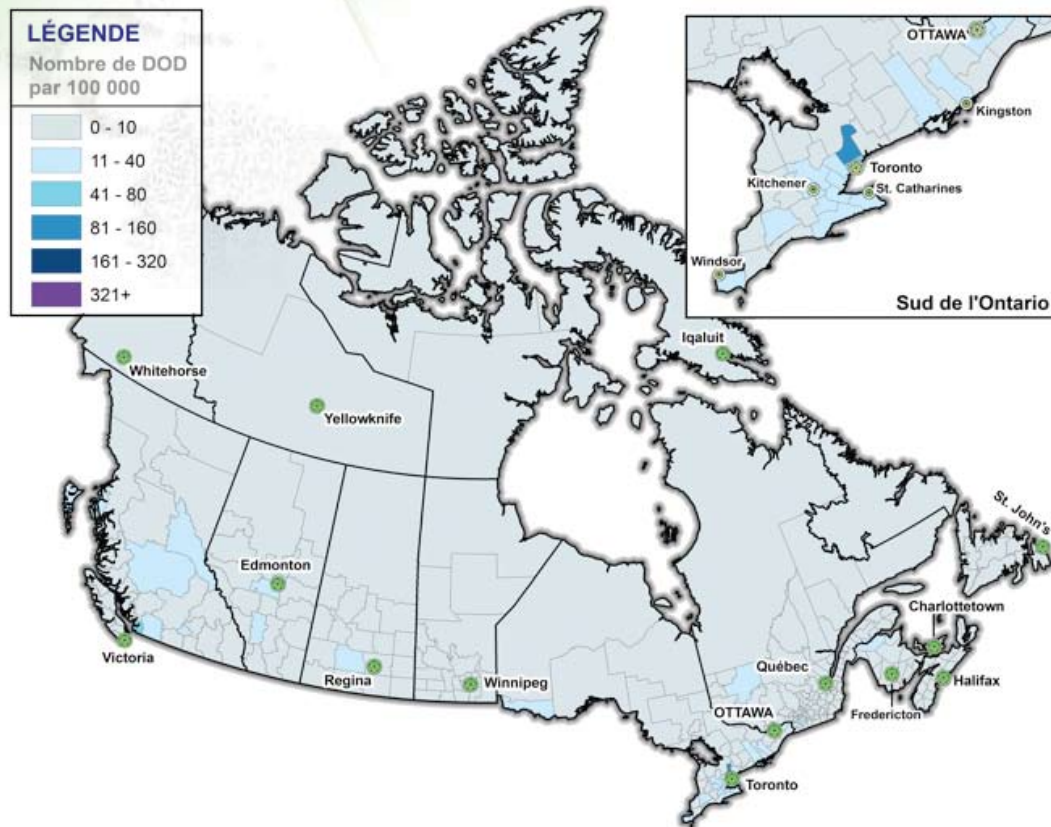 LÉGENDE
Nombre de DOD
par 100 000
0 - 10
11 - 40
41 - 80
81 - 160
161 - 320
321+
OTTAWA
Kingston
Toronto
Kitchener
St. Catharines
Windsor
Sud de l'Ontario
Iqaluit
Whitehorse
Yellowknife
St. John's
Edmonton
Charlottetown
Victoria
Regina
Winnipeg
Québec
Halifax
OTTAWA
Fredericton
Toronto